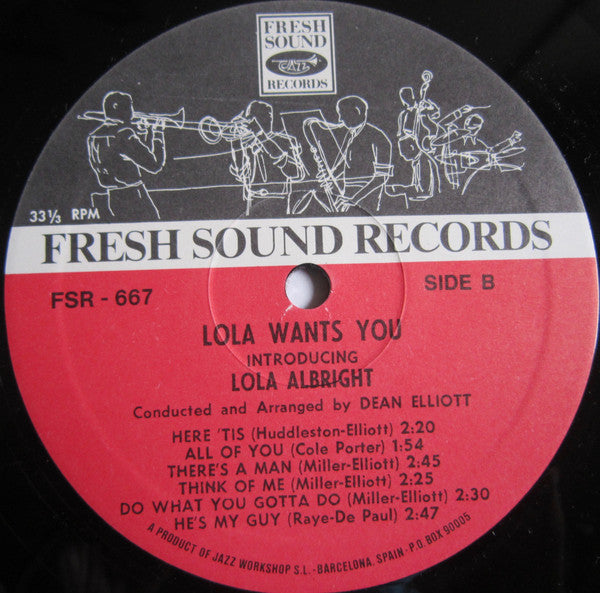 FRESH
SOUND
JAZZ
RECORDS
33⅓ RPM
FRESH SOUND RECORDS
FSR - 667
SIDE B
LOLA WANTS YOU
INTRODUCING
LOLA ALBRIGHT
Conducted and Arranged by DEAN ELLIOTT
HERE 'TIS (Huddleston-Elliott) 2:20
ALL OF YOU (Cole Porter) 1:54
THERE'S A MAN (Miller-Elliott) 2:45
THINK OF ME (Miller-Elliott) 2:25
DO WHAT YOU GOTTA DO (Miller-Elliott) 2:30
HE'S MY GUY (Raye-De Paul) 2:47
A PRODUCT OF JAZZ WORKSHOP S.L. - BARCELONA. SPAIN - P.O. BOX 90005